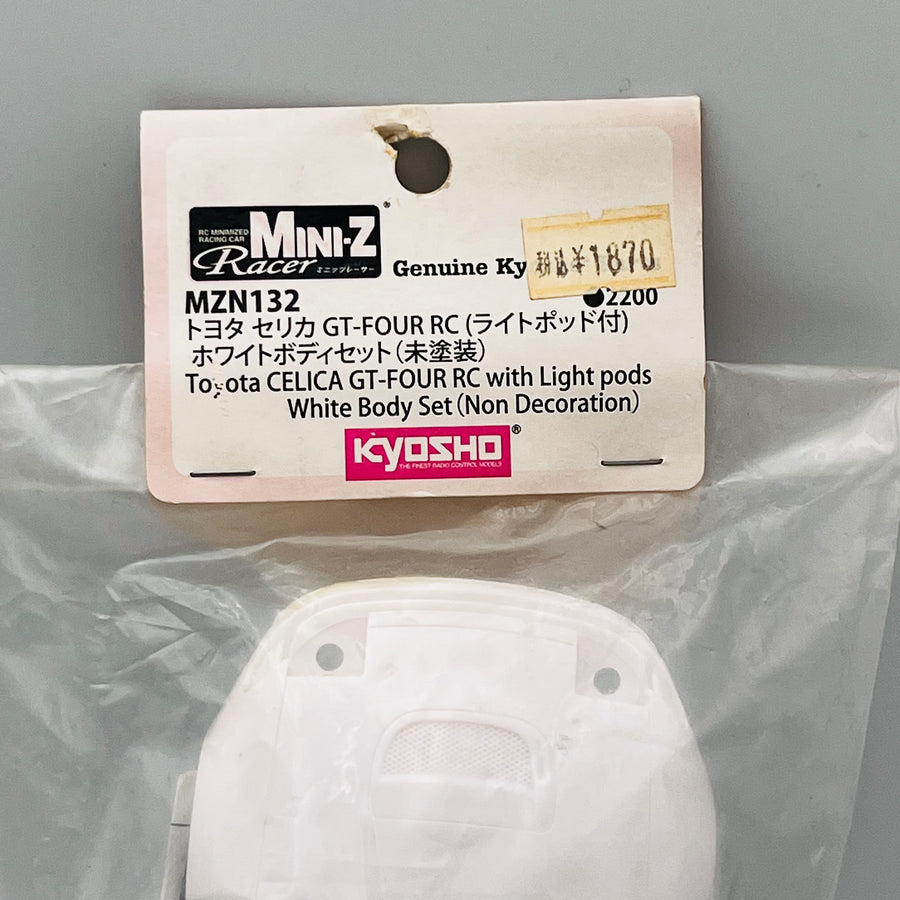 RC MINIMIZED
RACING CAR
MINI-Z
Racer ミニッツレーサー
®
Genuine Ky
税込¥1870
MZN132
●2200
トヨタ セリカ GT-FOUR RC (ライトポッド付)
ホワイトボディセット(未塗装)
Toyota CELICA GT-FOUR RC with Light pods
White Body Set(Non Decoration)
KYOSHO®
THE FINEST RADIO CONTROL MODELS